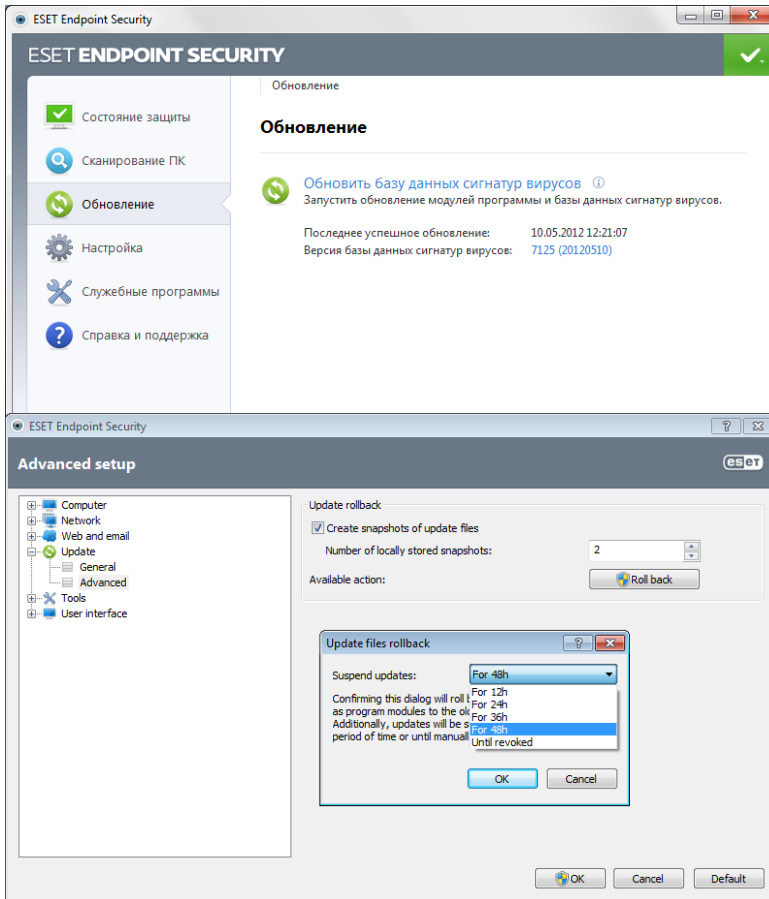 ESET Endpoint Security
ESET ENDPOINT SECURITY
Обновление
Состояние защиты
Сканирование ПК
Обновление
Настройка
Служебные программы
Справка и поддержка
Обновление
Обновить базу данных сигнатур вирусов
Запустить обновление модулей программы и базы данных сигнатур вирусов.
Последнее успешное обновление: 10.05.2012 12:21:07
Версия базы данных сигнатур вирусов: 7125 (20120510)
ESET Endpoint Security
Advanced setup
eset
Computer
Network
Web and email
Update
General
Advanced
Tools
User interface
Update rollback
Create snapshots of update files
Number of locally stored snapshots: 2
Available action: Roll back
Update files rollback
Suspend updates: For 48h
For 12h
For 24h
For 36h
For 48h
Until revoked
Confirming this dialog will roll
as program modules to the
Additionally, updates will be
period of time or until
OK Cancel
OK Cancel Default